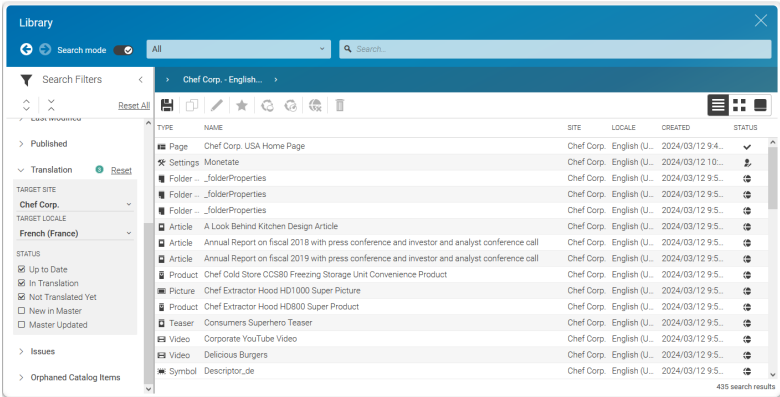 Library
Search mode All Search...
Search Filters Chef Corp. - English...
Reset All
Last Modified
TYPE NAME SITE LOCALE CREATED STATUS
Published
Translation 2 Reset
TARGET SITE
Chef Corp.
TARGET LOCALE
French (France)
STATUS
Up to Date
In Translation
Not Translated Yet
New in Master
Master Updated
Issues
Orphaned Catalog Items
Page Chef Corp. USA Home Page Chef Corp. English (U... 2024/03/12 9:4...
Settings Monetate Chef Corp. English (U... 2024/03/12 10:...
Folder ... _folderProperties Chef Corp. English (U... 2024/03/12 9:5...
Folder ... _folderProperties Chef Corp. English (U... 2024/03/12 9:5...
Folder ... _folderProperties Chef Corp. English (U... 2024/03/12 9:5...
Article A Look Behind Kitchen Design Article Chef Corp. English (U... 2024/03/12 9:5...
Article Annual Report on fiscal 2018 with press conference and investor and analyst conference call Chef Corp. English (U... 2024/03/12 9:5...
Article Annual Report on fiscal 2019 with press conference and investor and analyst conference call Chef Corp. English (U... 2024/03/12 9:5...
Product Chef Cold Store CCS80 Freezing Storage Unit Convenience Product Chef Corp. English (U... 2024/03/12 9:5...
Picture Chef Extractor Hood HD1000 Super Picture Chef Corp. English (U... 2024/03/12 9:5...
Product Chef Extractor Hood HD800 Super Product Chef Corp. English (U... 2024/03/12 9:5...
Teaser Consumers Superhero Teaser Chef Corp. English (U... 2024/03/12 9:5...
Video Corporate YouTube Video Chef Corp. English (U... 2024/03/12 9:5...
Video Delicious Burgers Chef Corp. English (U... 2024/03/12 9:5...
Symbol Descriptor_de Chef Corp. English (U... 2024/03/12 9:5...
435 search results